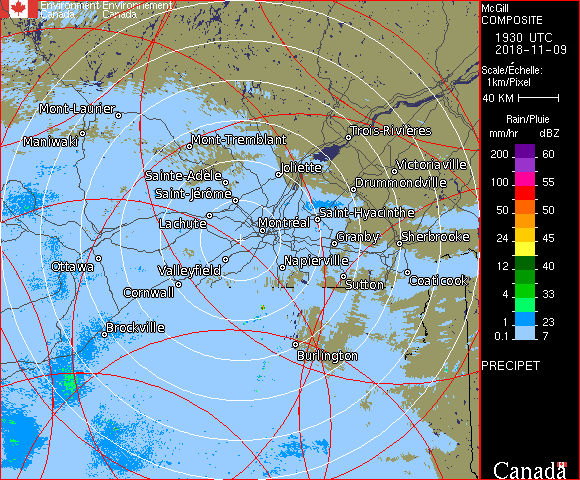 Environment Environnement
Canada Canada
McGill
COMPOSITE
1930 UTC
2018-11-09
Scale/Échelle:
1km/Pixel
40 KM
Rain/Pluie
mm/hr dBZ
200 60
100 55
50 50
24 45
12 40
4 33
1 23
0.1 7
PRECIPET
Canada
Mont-Laurier
Maniwaki
Mont-Tremblant
Trois-Rivières
Sainte-Adèle
Joliette
Victoriaville
Saint-Jérôme
Drummondville
Lachute
Montréal
Saint-Hyacinthe
Granby
Sherbrooke
Ottawa
Valleyfield
Napierville
Cornwall
Sutton
Coaticook
Brockville
Burlington